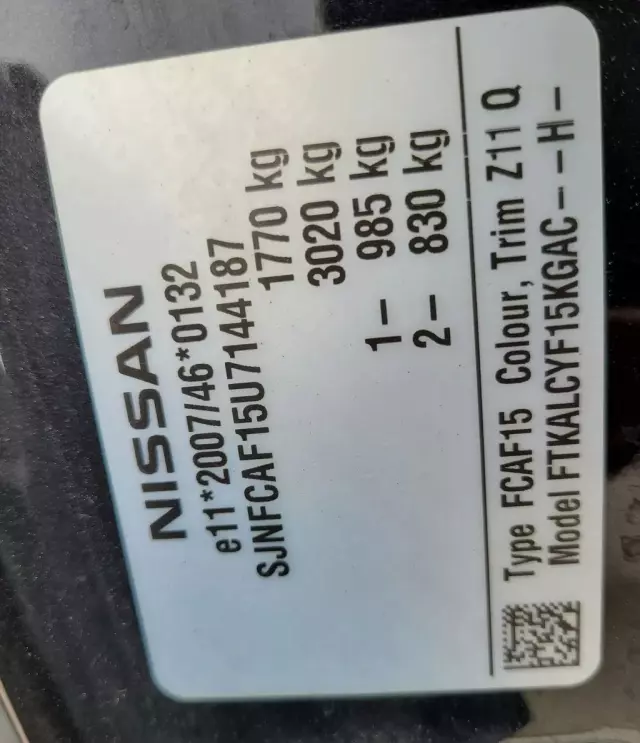 NISSAN
e11*2007/46*0132
SJNFCAF15U7144187
1770 kg
3020 kg
1– 985 kg
2– 830 kg
Type FCAF15 Colour, Trim Z11 Q
Model FTKALCYF15KGAC––H–